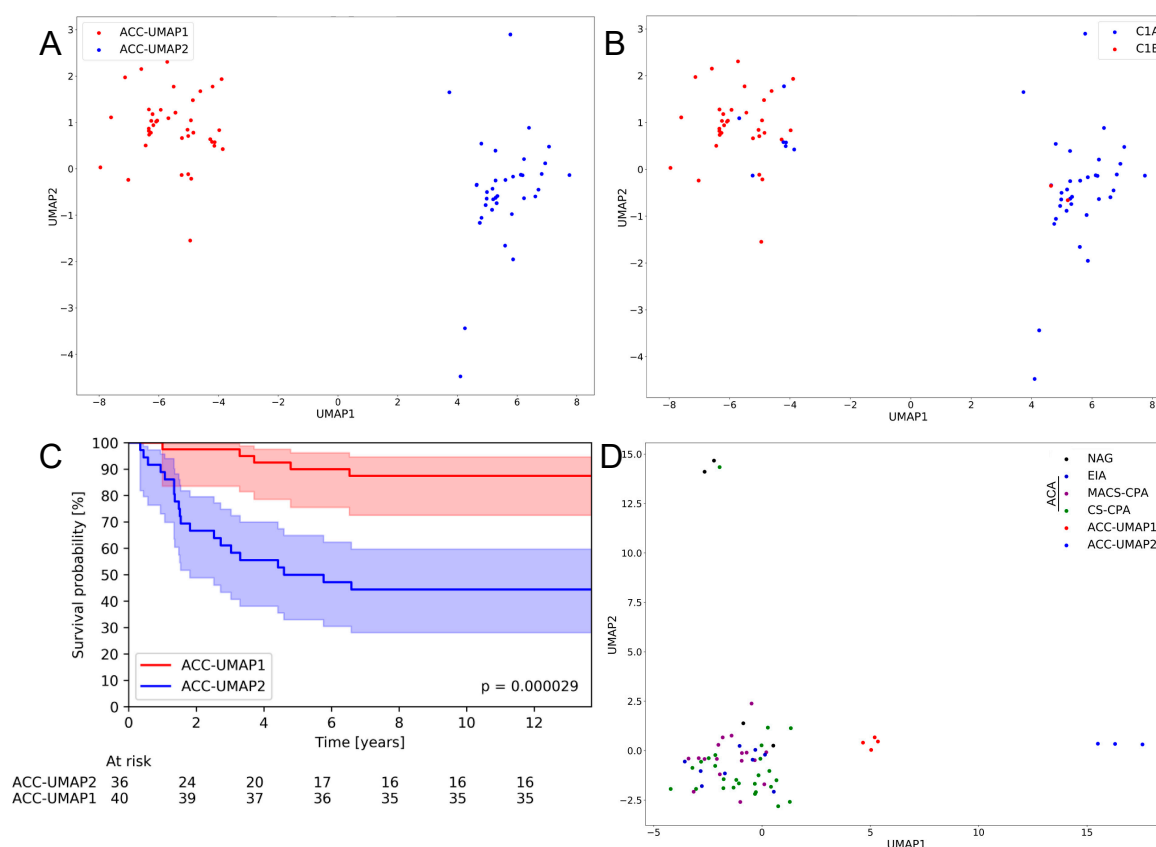 A
ACC-UMAP1
ACC-UMAP2
3
2
1
0
−1
−2
−3
−4
UMAP2
−8 −6 −4 −2 0 2 4 6 8
UMAP1
B
C1A
C1B
3
2
1
0
−1
−2
−3
−4
UMAP2
−8 −6 −4 −2 0 2 4 6 8
UMAP1
C
100
90
80
70
60
50
40
30
20
10
0
Survival probability [%]
ACC-UMAP1
ACC-UMAP2
p = 0.000029
0 2 4 6 8 10 12
Time [years]
At risk
ACC-UMAP2 36 24 20 17 16 16 16
ACC-UMAP1 40 39 37 36 35 35 35
D
NAG
EIA
MACS-CPA
CS-CPA
ACC-UMAP1
ACC-UMAP2
ACA
15.0
12.5
10.0
7.5
5.0
2.5
0.0
−2.5
UMAP2
−5 0 5 10 15
UMAP1